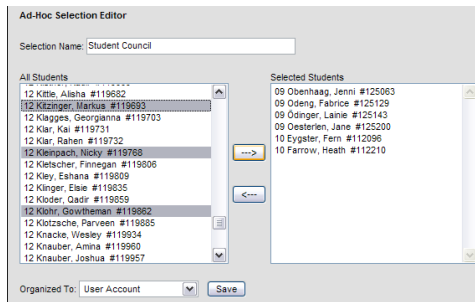 Ad-Hoc Selection Editor
Selection Name: Student Council
All Students
12 Kittle, Alisha #119682
12 Kitzinger, Markus #119693
12 Klagges, Georgianna #119703
12 Klar, Kai #119731
12 Klar, Rahen #119732
12 Kleinpach, Nicky #119768
12 Kletscher, Finnegan #119806
12 Kley, Eshana #119809
12 Klinger, Elsie #119835
12 Kloder, Qadir #119859
12 Klohr, Gowtheman #119862
12 Klotzsche, Parveen #119885
12 Knacke, Wesley #119934
12 Knauber, Amina #119960
12 Knauber, Joshua #119957
--->
<---
Selected Students
09 Obenhaag, Jenni #125063
09 Odeng, Fabrice #125129
09 Ödinger, Lainie #125143
09 Oesterlen, Jane #125200
10 Eygster, Fern #112096
10 Farrow, Heath #112210
Organized To: User Account Save